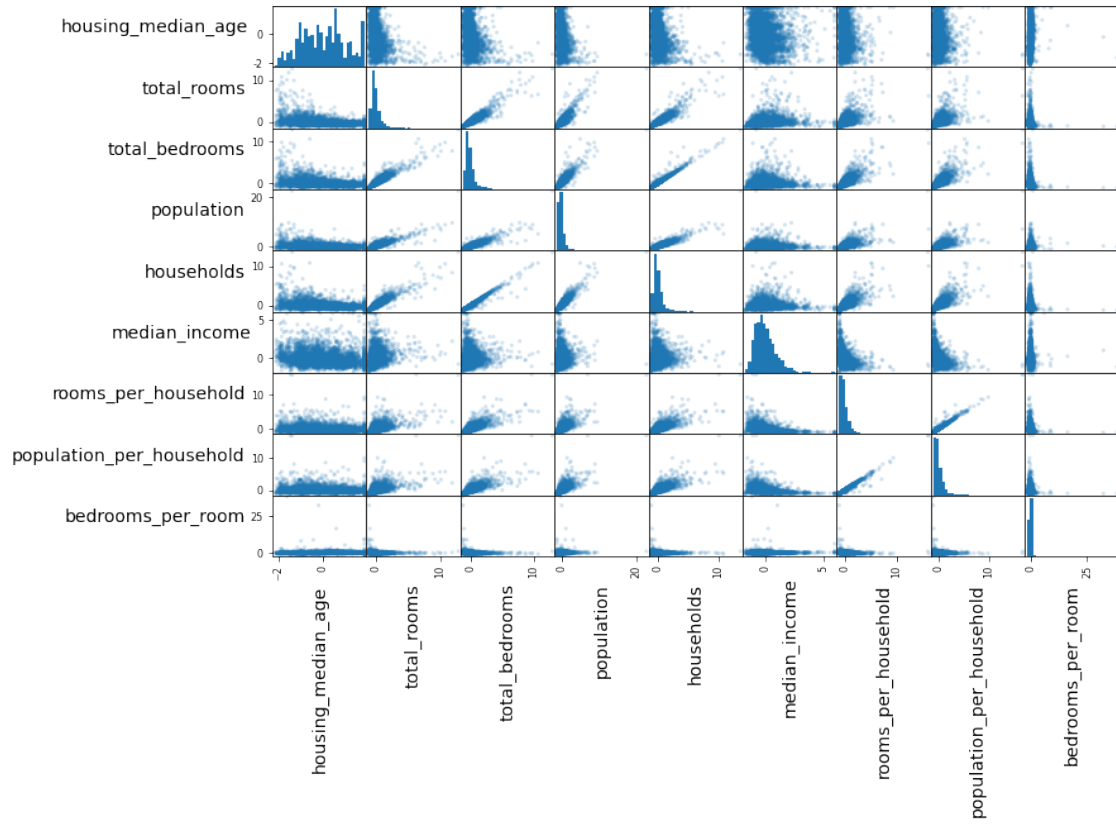 housing_median_age
0
-2
total_rooms
10
0
total_bedrooms
10
0
population
20
0
households
10
0
median_income
5
0
rooms_per_household
10
0
population_per_household
10
0
bedrooms_per_room
25
0
-2 0 0 10 0 10 0 20 0 10 0 5 0 10 0 10 0 25
housing_median_age
total_rooms
total_bedrooms
population
households
median_income
rooms_per_household
population_per_household
bedrooms_per_room